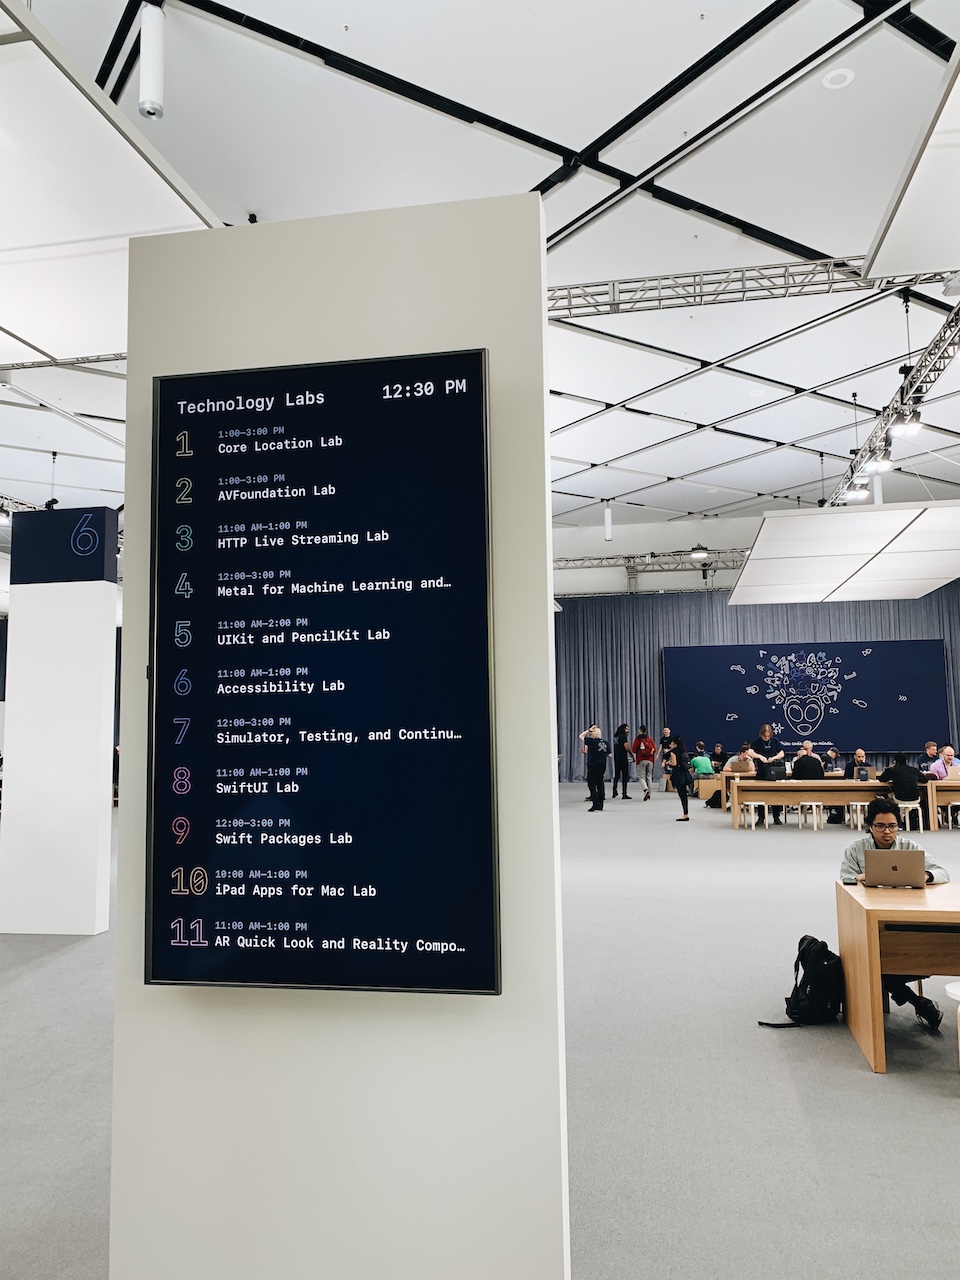 Technology Labs 12:30 PM
1 1:00–3:00 PM
Core Location Lab
2 1:00–3:00 PM
AVFoundation Lab
3 11:00 AM–1:00 PM
HTTP Live Streaming Lab
4 12:00–3:00 PM
Metal for Machine Learning and…
5 11:00 AM–2:00 PM
UIKit and PencilKit Lab
6 11:00 AM–1:00 PM
Accessibility Lab
7 12:00–3:00 PM
Simulator, Testing, and Continu…
8 11:00 AM–1:00 PM
SwiftUI Lab
9 12:00–3:00 PM
Swift Packages Lab
10 10:00 AM–1:00 PM
iPad Apps for Mac Lab
11 11:00 AM–1:00 PM
AR Quick Look and Reality Compo…
6
code
minds.